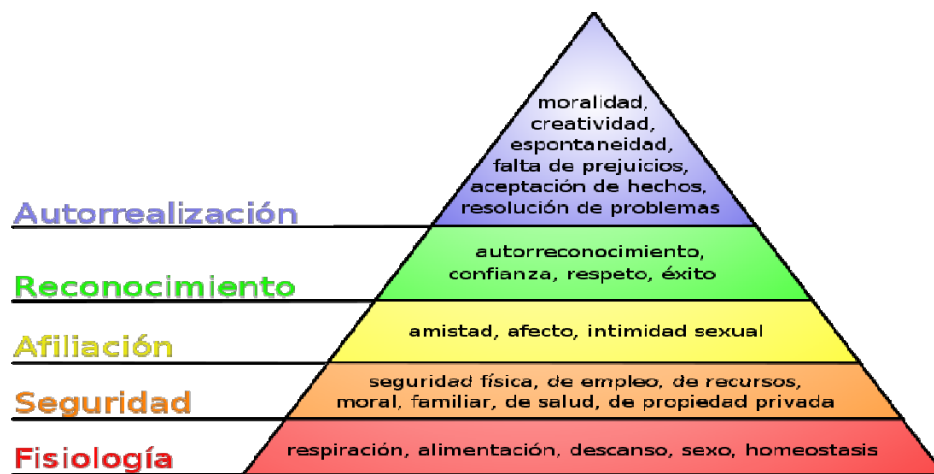 moralidad,
creatividad,
espontaneidad,
falta de prejuicios,
aceptación de hechos,
resolución de problemas
Autorrealización
autorreconocimiento,
confianza, respeto, éxito
Reconocimiento
amistad, afecto, intimidad sexual
Afiliación
seguridad física, de empleo, de recursos,
moral, familiar, de salud, de propiedad privada
Seguridad
respiración, alimentación, descanso, sexo, homeostasis
Fisiología